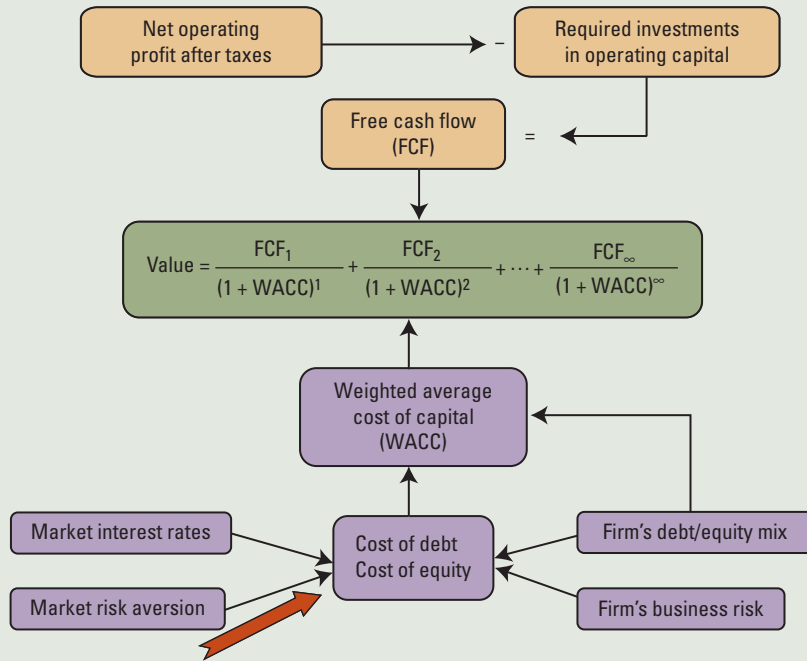 Net operating
profit after taxes
−
Required investments
in operating capital
Free cash flow
(FCF)
=
Value = FCF₁/(1 + WACC)¹ + FCF₂/(1 + WACC)² + ··· + FCF∞/(1 + WACC)^∞
Weighted average
cost of capital
(WACC)
Market interest rates
Market risk aversion
Cost of debt
Cost of equity
Firm's debt/equity mix
Firm's business risk